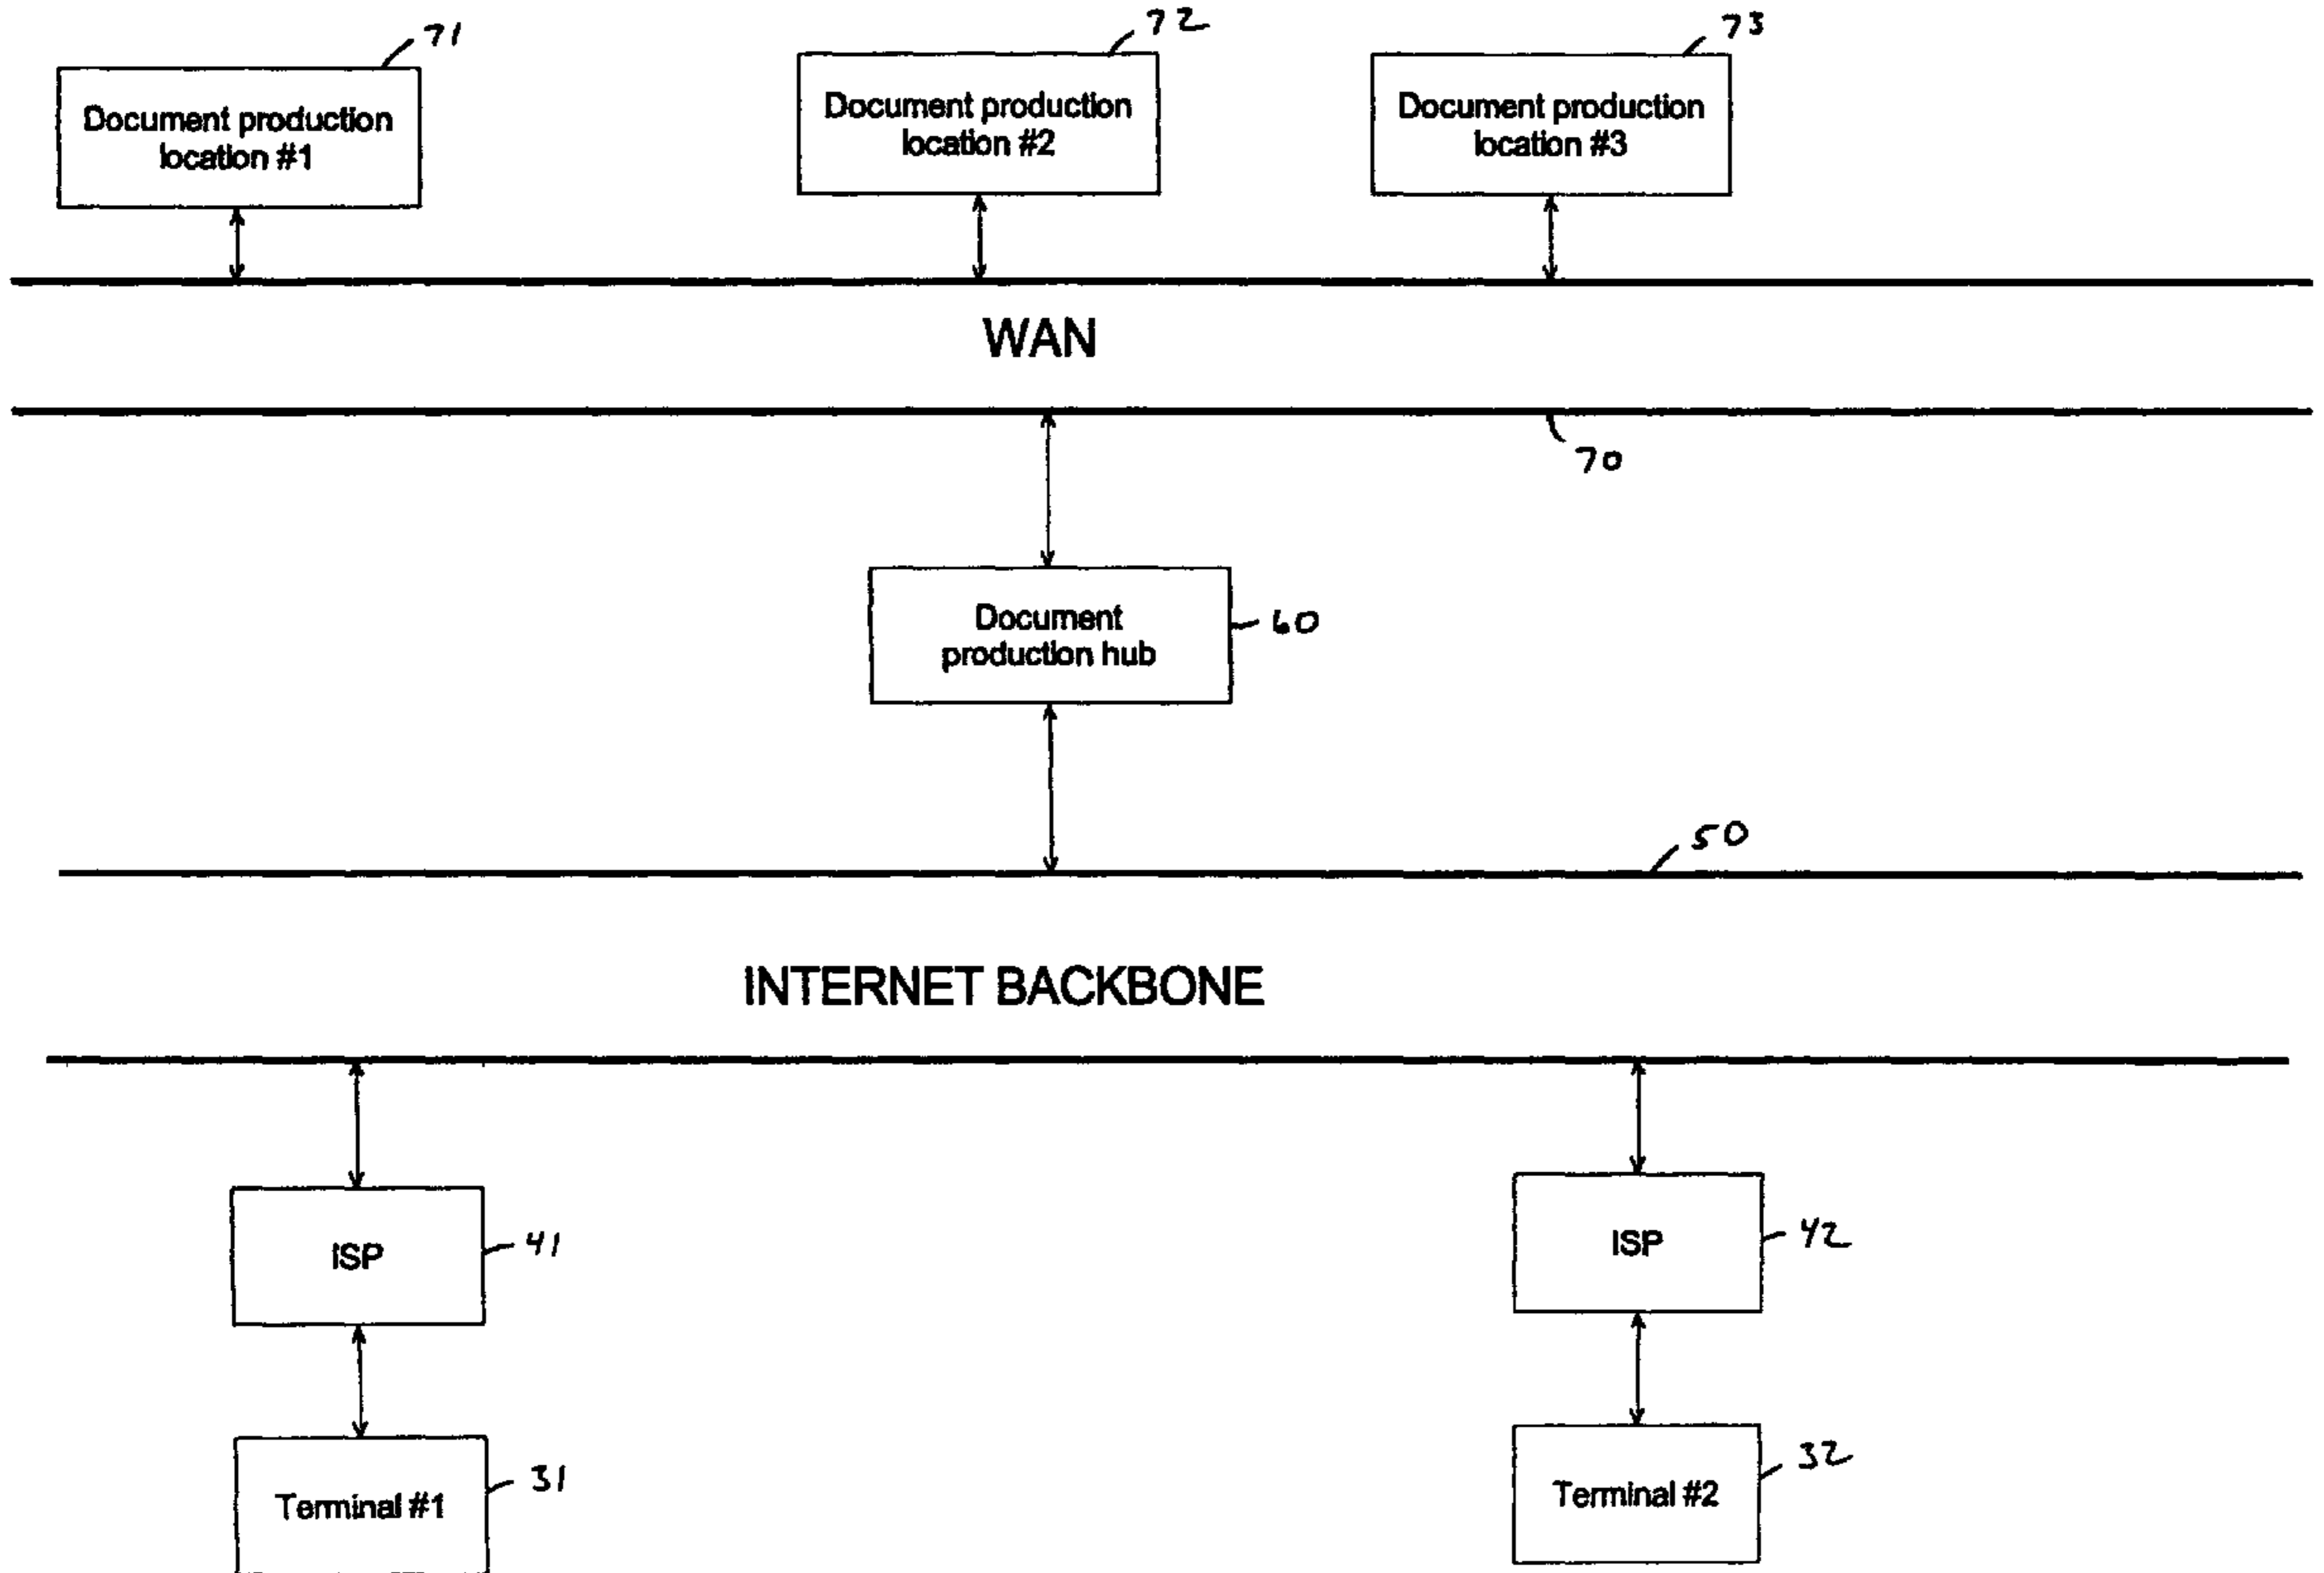 71
72
73
Document production
location #1
Document production
location #2
Document production
location #3
WAN
70
Document
production hub
60
50
INTERNET BACKBONE
ISP
41
ISP
42
Terminal #1
31
Terminal #2
32